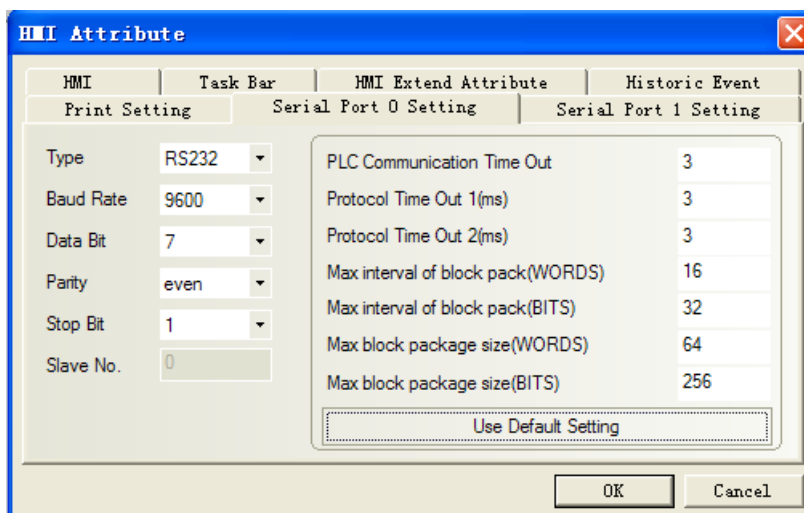 HMI Attribute
HMI Task Bar HMI Extend Attribute Historic Event
Print Setting Serial Port 0 Setting Serial Port 1 Setting
Type RS232
Baud Rate 9600
Data Bit 7
Parity even
Stop Bit 1
Slave No. 0
PLC Communication Time Out 3
Protocol Time Out 1(ms) 3
Protocol Time Out 2(ms) 3
Max interval of block pack(WORDS) 16
Max interval of block pack(BITS) 32
Max block package size(WORDS) 64
Max block package size(BITS) 256
Use Default Setting
OK Cancel